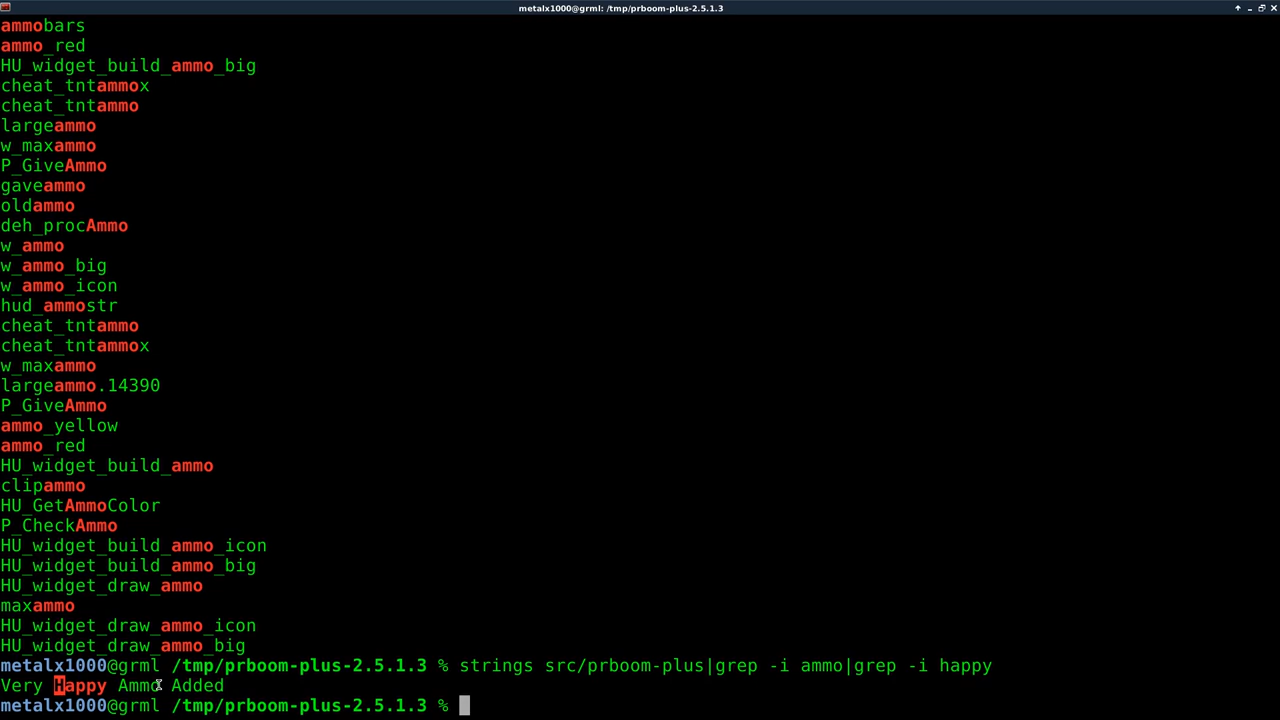 metalx1000@grml: /tmp/prboom-plus-2.5.1.3
ammobars
ammo_red
HU_widget_build_ammo_big
cheat_tntammox
cheat_tntammo
largeammo
w_maxammo
P_GiveAmmo
gaveammo
oldammo
deh_procAmmo
w_ammo
w_ammo_big
w_ammo_icon
hud_ammostr
cheat_tntammo
cheat_tntammox
w_maxammo
largeammo.14390
P_GiveAmmo
ammo_yellow
ammo_red
HU_widget_build_ammo
clipammo
HU_GetAmmoColor
P_CheckAmmo
HU_widget_build_ammo_icon
HU_widget_build_ammo_big
HU_widget_draw_ammo
maxammo
HU_widget_draw_ammo_icon
HU_widget_draw_ammo_big
metalx1000@grml /tmp/prboom-plus-2.5.1.3 % strings src/prboom-plus|grep -i ammo|grep -i happy
Very Happy Ammo Added
metalx1000@grml /tmp/prboom-plus-2.5.1.3 %